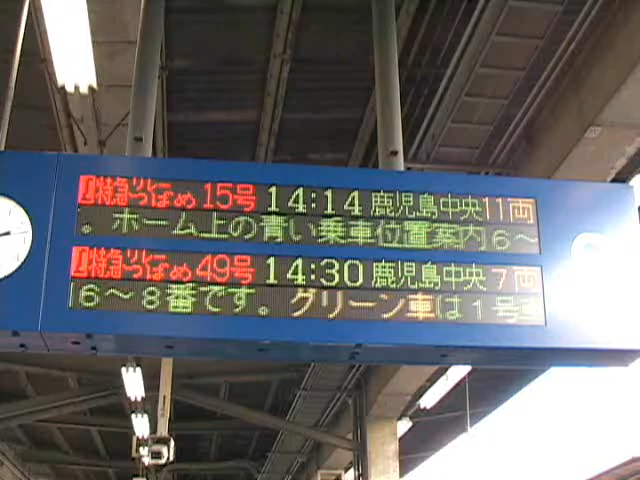 特急リレーつばめ 15号 14:14 鹿児島中央 11両
。ホーム上の青い乗車位置案内6～
特急リレーつばめ 49号 14:30 鹿児島中央 7両
6～8番です。グリーン車は1号